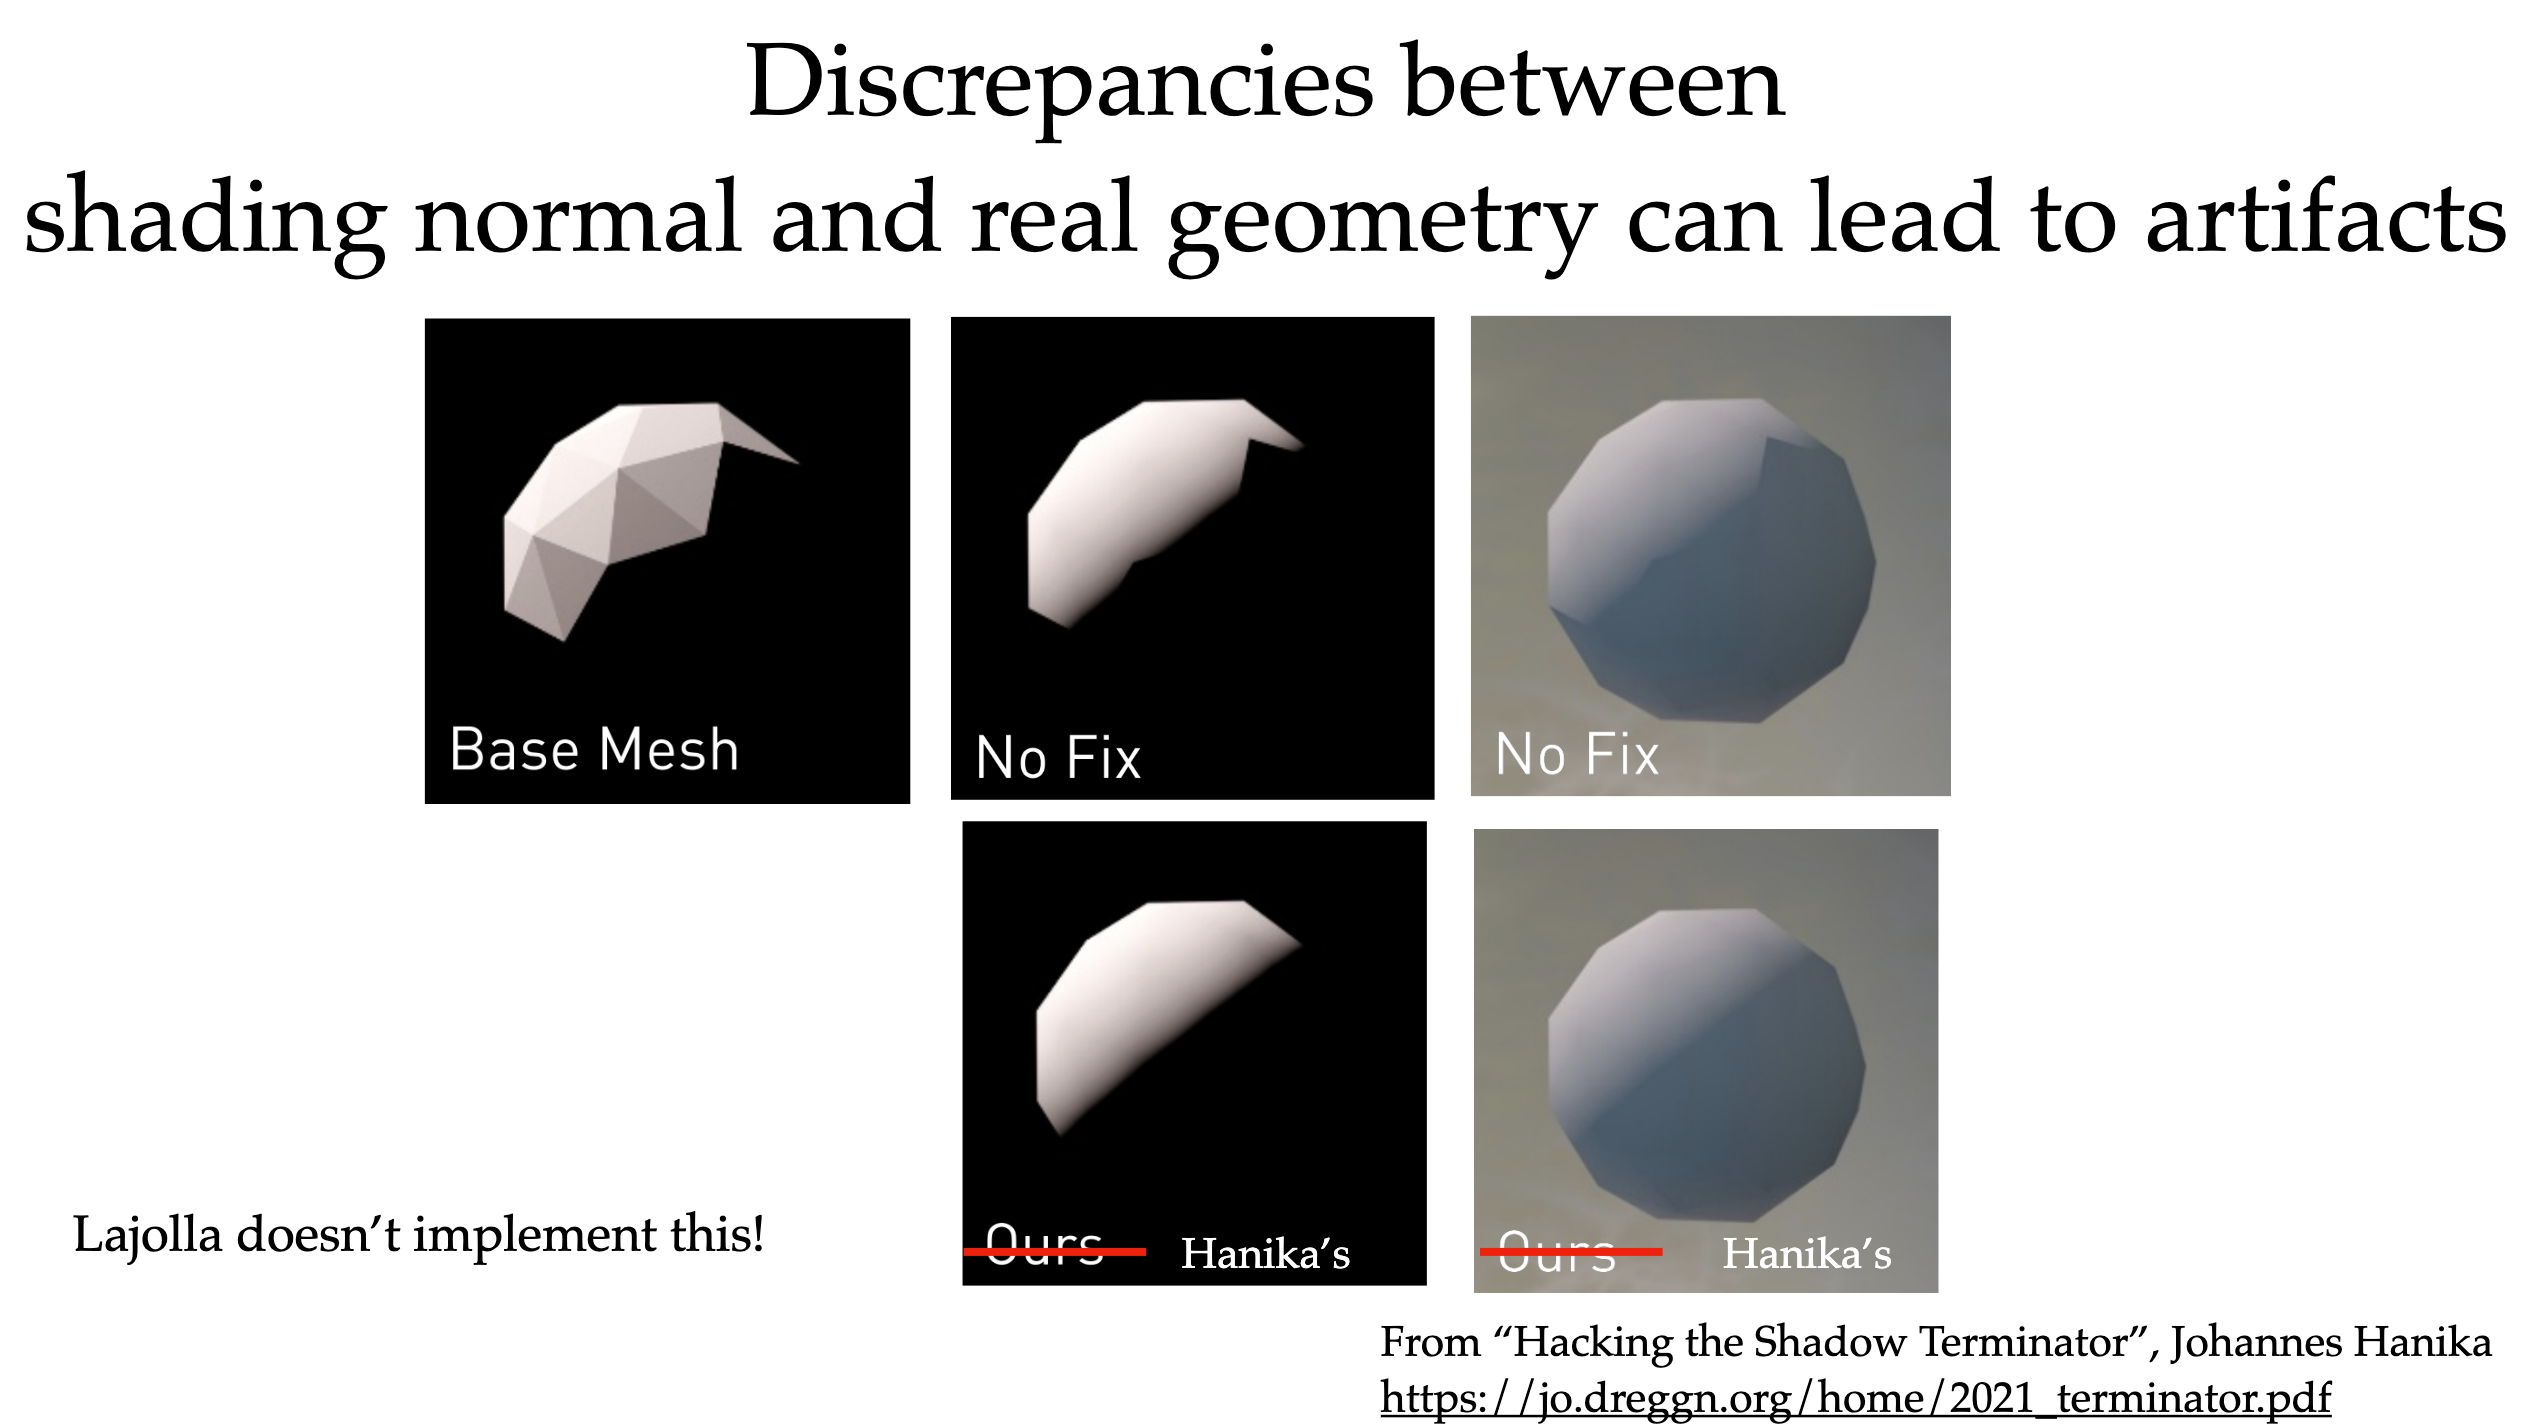 Discrepancies between
shading normal and real geometry can lead to artifacts
Base Mesh
No Fix
No Fix
Lajolla doesn’t implement this!
Ours Hanika’s
Ours Hanika’s
From “Hacking the Shadow Terminator”, Johannes Hanika
https://jo.dreggn.org/home/2021_terminator.pdf